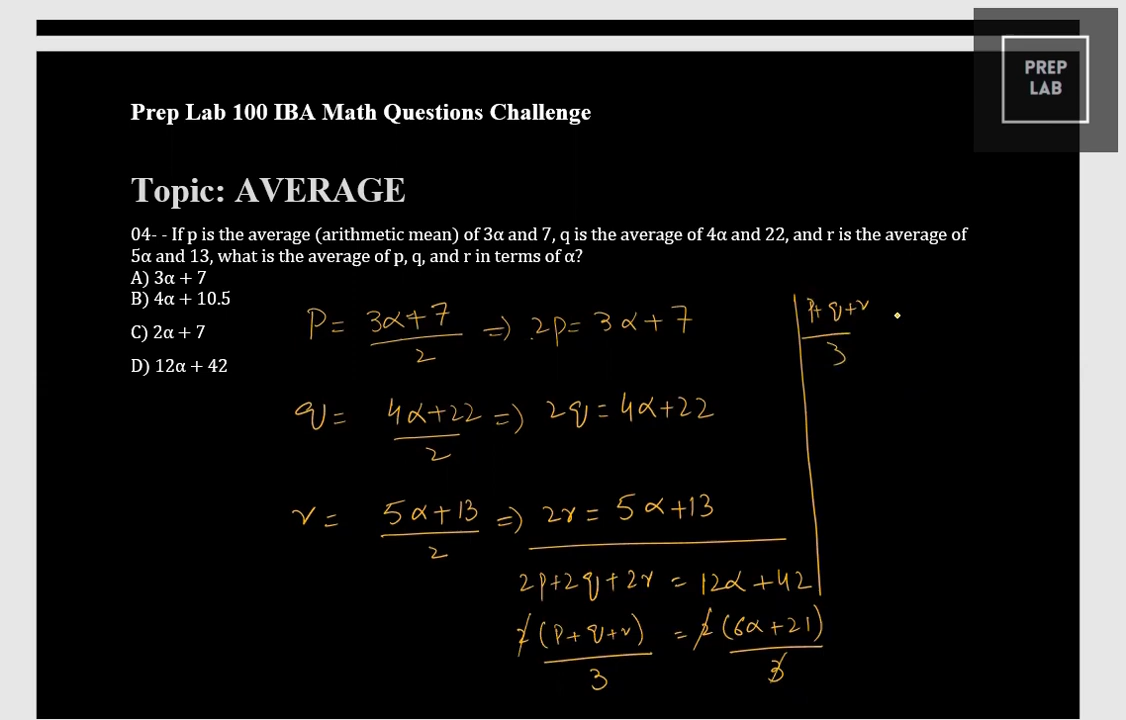 PREP
LAB
Prep Lab 100 IBA Math Questions Challenge
Topic: AVERAGE
04- - If p is the average (arithmetic mean) of 3α and 7, q is the average of 4α and 22, and r is the average of
5α and 13, what is the average of p, q, and r in terms of α?
A) 3α + 7
B) 4α + 10.5
C) 2α + 7
D) 12α + 42
P = (3α+7)/2 => 2p = 3α + 7
q = (4α+22)/2 => 2q = 4α+22
r = (5α+13)/2 => 2r = 5α+13
2p+2q+2r = 12α+42
2(p+q+r)/3 = 2(6α+21)/3
(p+q+r)/3